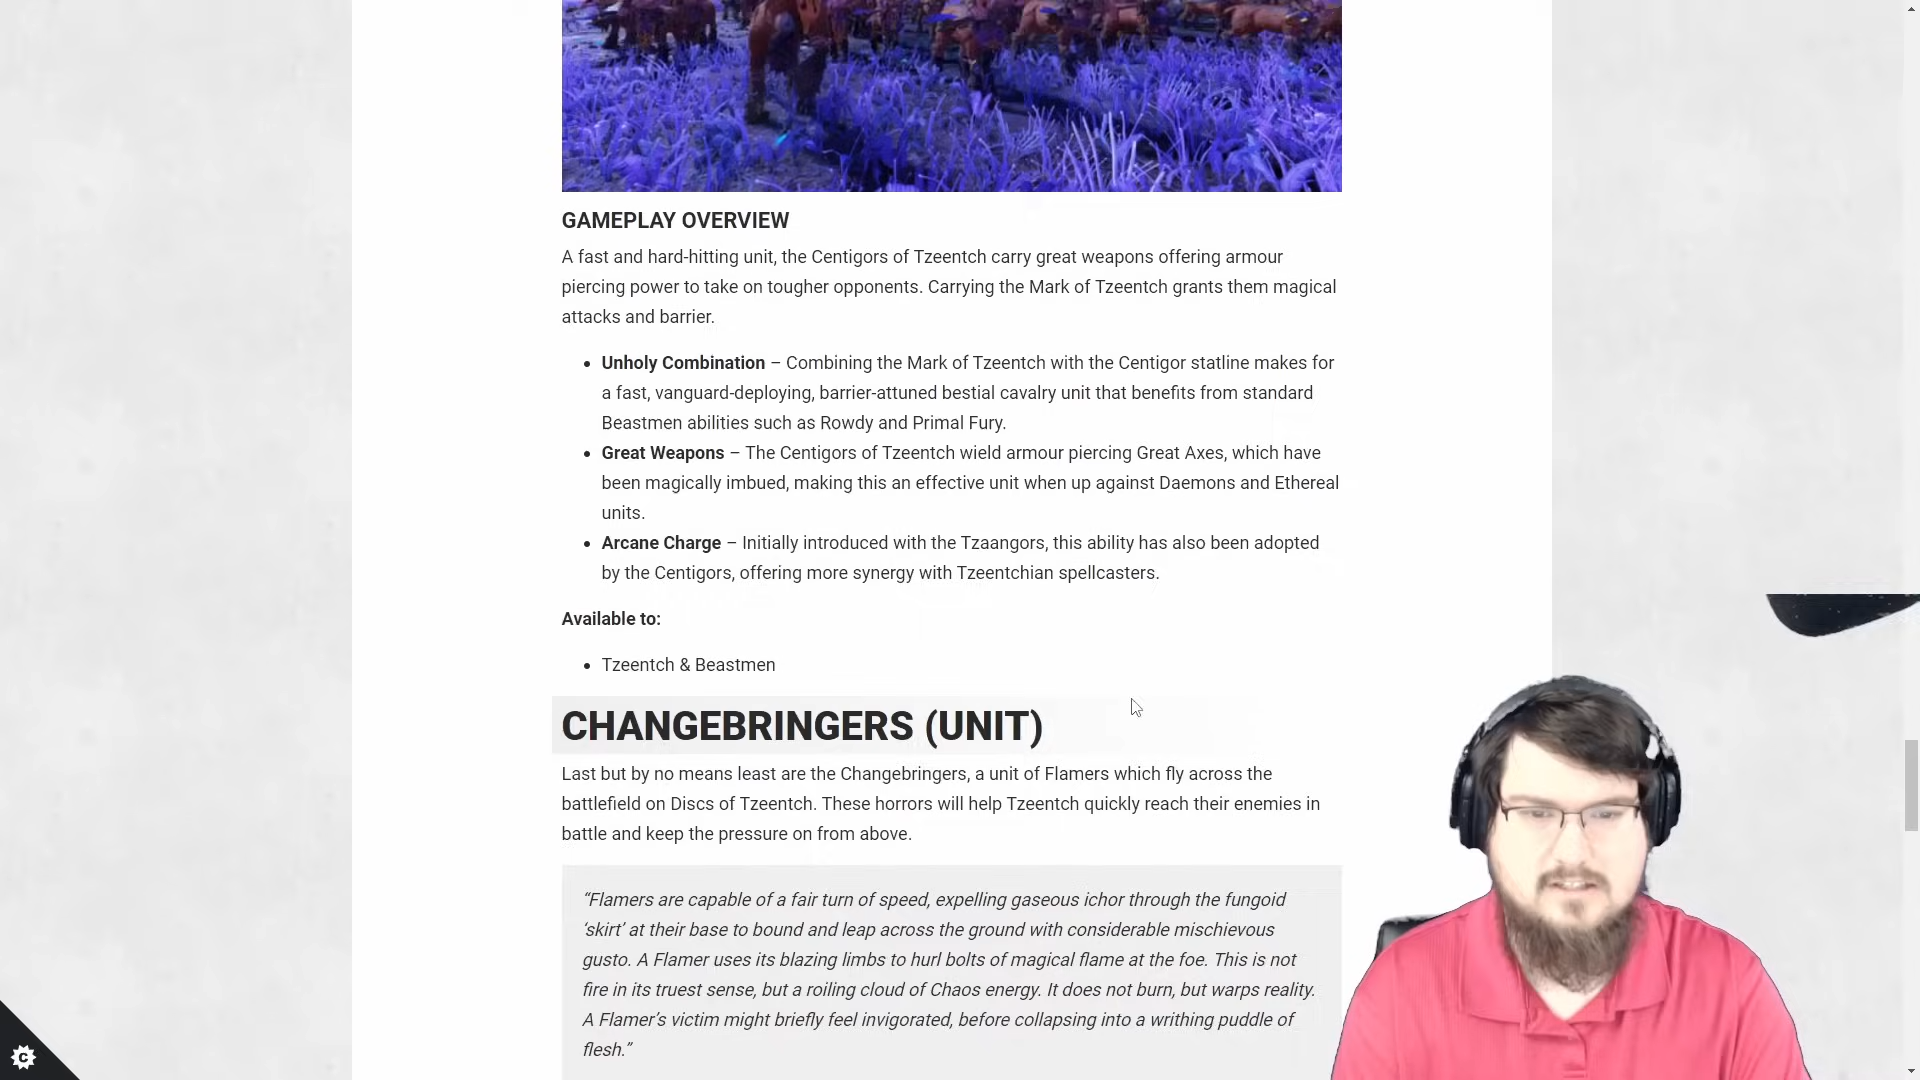 GAMEPLAY OVERVIEW
A fast and hard-hitting unit, the Centigors of Tzeentch carry great weapons offering armour
piercing power to take on tougher opponents. Carrying the Mark of Tzeentch grants them magical
attacks and barrier.
• Unholy Combination – Combining the Mark of Tzeentch with the Centigor statline makes for
a fast, vanguard-deploying, barrier-attuned bestial cavalry unit that benefits from standard
Beastmen abilities such as Rowdy and Primal Fury.
• Great Weapons – The Centigors of Tzeentch wield armour piercing Great Axes, which have
been magically imbued, making this an effective unit when up against Daemons and Ethereal
units.
• Arcane Charge – Initially introduced with the Tzaangors, this ability has also been adopted
by the Centigors, offering more synergy with Tzeentchian spellcasters.
Available to:
• Tzeentch & Beastmen
CHANGEBRINGERS (UNIT)
Last but by no means least are the Changebringers, a unit of Flamers which fly across the
battlefield on Discs of Tzeentch. These horrors will help Tzeentch quickly reach their enemies in
battle and keep the pressure on from above.
“Flamers are capable of a fair turn of speed, expelling gaseous ichor through the fungoid
‘skirt’ at their base to bound and leap across the ground with considerable mischievous
gusto. A Flamer uses its blazing limbs to hurl bolts of magical flame at the foe. This is not
fire in its truest sense, but a roiling cloud of Chaos energy. It does not burn, but warps reality.
A Flamer’s victim might briefly feel invigorated, before collapsing into a writhing puddle of
flesh.”
C